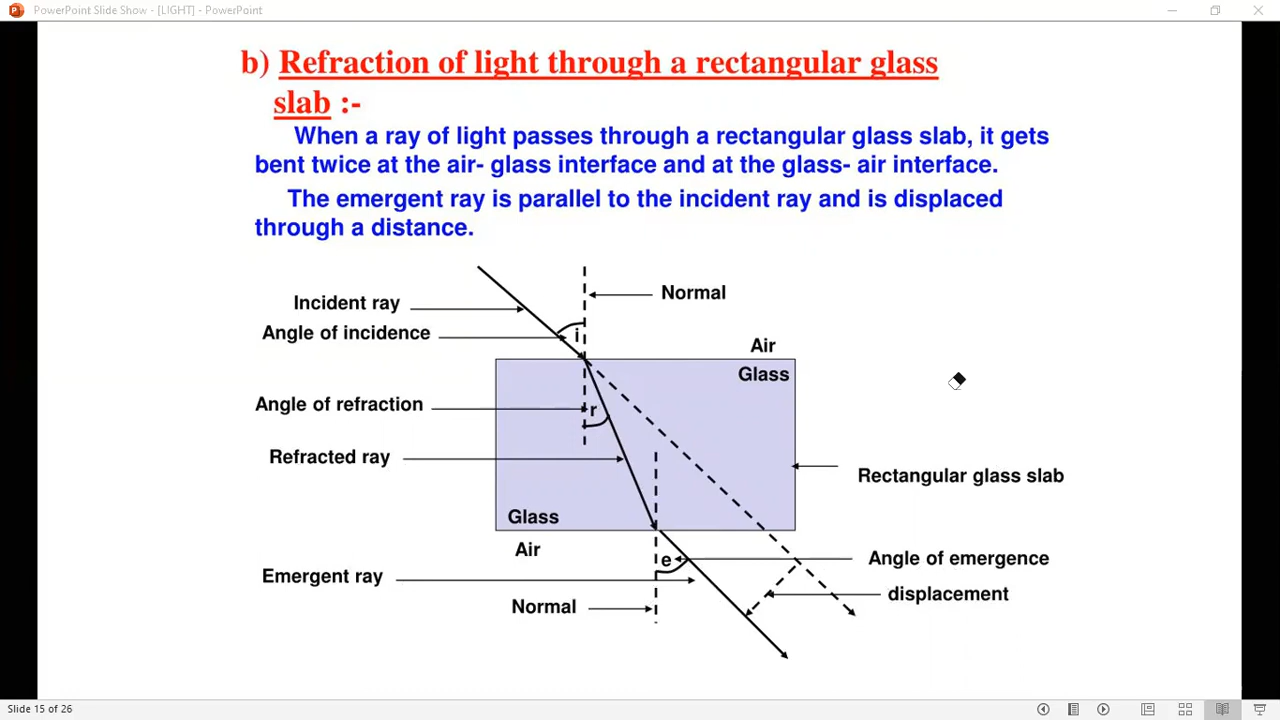 PowerPoint Slide Show - [LIGHT] - PowerPoint
b) Refraction of light through a rectangular glass
slab :-
When a ray of light passes through a rectangular glass slab, it gets
bent twice at the air- glass interface and at the glass- air interface.
The emergent ray is parallel to the incident ray and is displaced
through a distance.
Incident ray
Normal
Angle of incidence
i
Air
Glass
Angle of refraction
r
Refracted ray
Rectangular glass slab
Glass
Air
e
Angle of emergence
Emergent ray
displacement
Normal
Slide 15 of 26